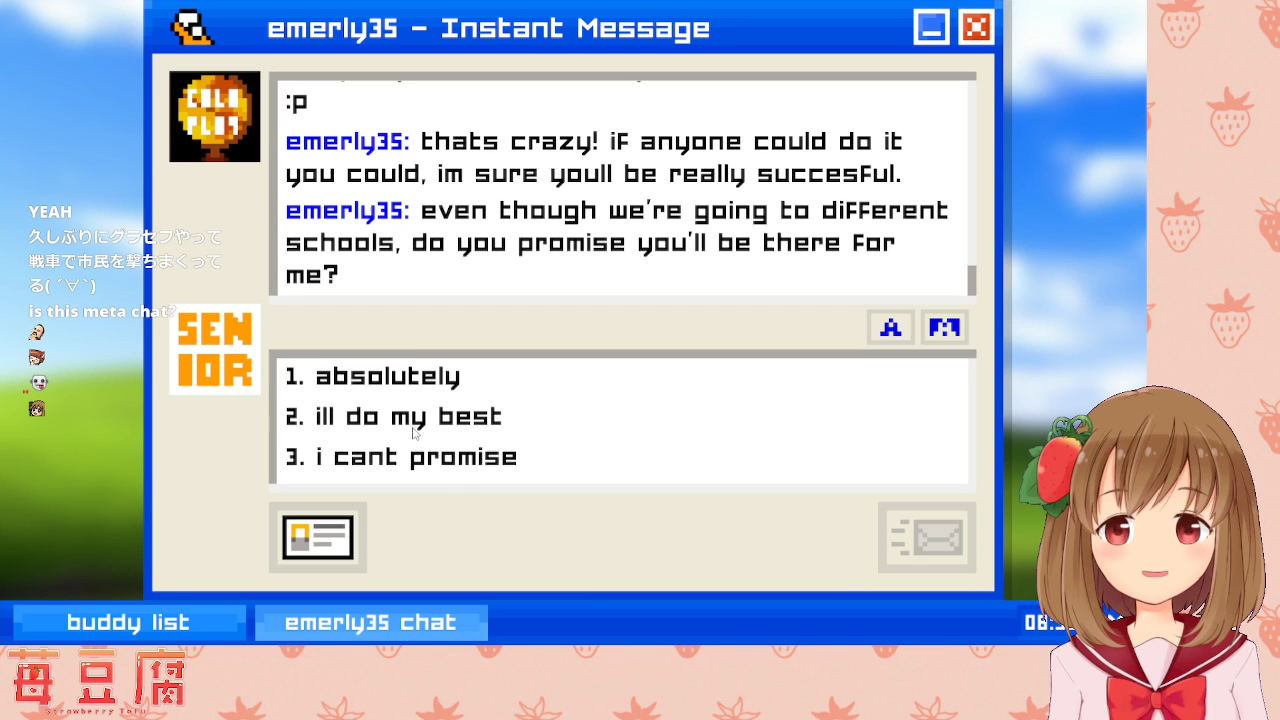 emerly35 - Instant Message
COLD
PLAY
:p
emerly35: thats crazy! if anyone could do it
you could, im sure youll be really succesful.
emerly35: even though we're going to different
schools, do you promise you'll be there for
me?
YEAH
久しぶりにグラセフやって
戦車で市民を撃ちまくって
る( ´∀`)
is this meta chat?
SEN
IOR
A
M
1. absolutely
2. ill do my best
3. i cant promise
buddy list
emerly35 chat
苺豆腐
Strawberry Tofu